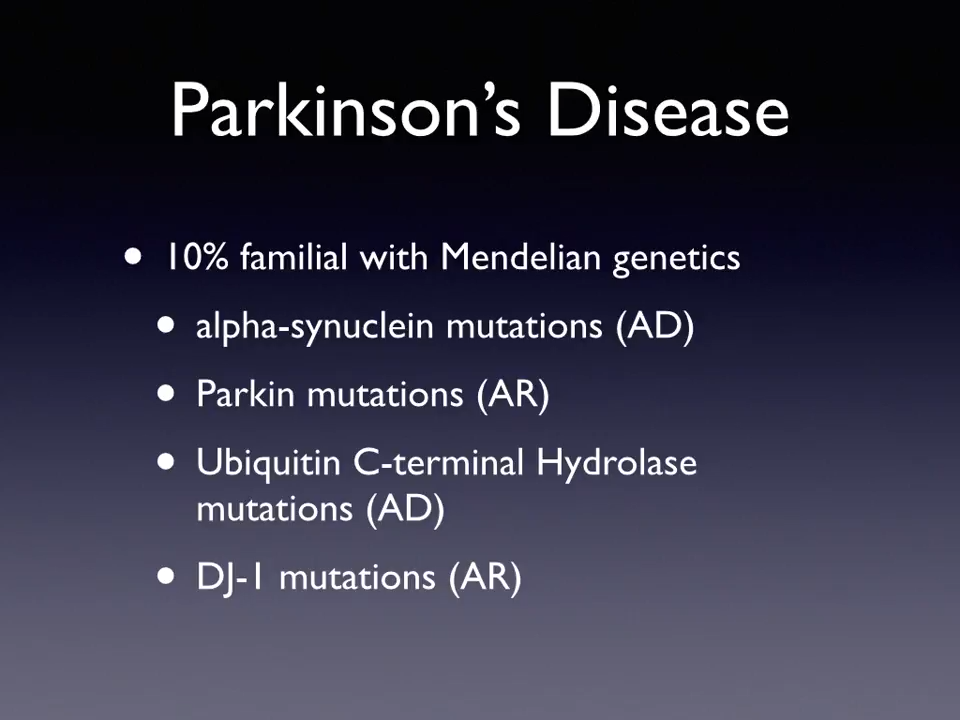 Parkinson’s Disease
• 10% familial with Mendelian genetics
• alpha-synuclein mutations (AD)
• Parkin mutations (AR)
• Ubiquitin C-terminal Hydrolase
mutations (AD)
• DJ-1 mutations (AR)